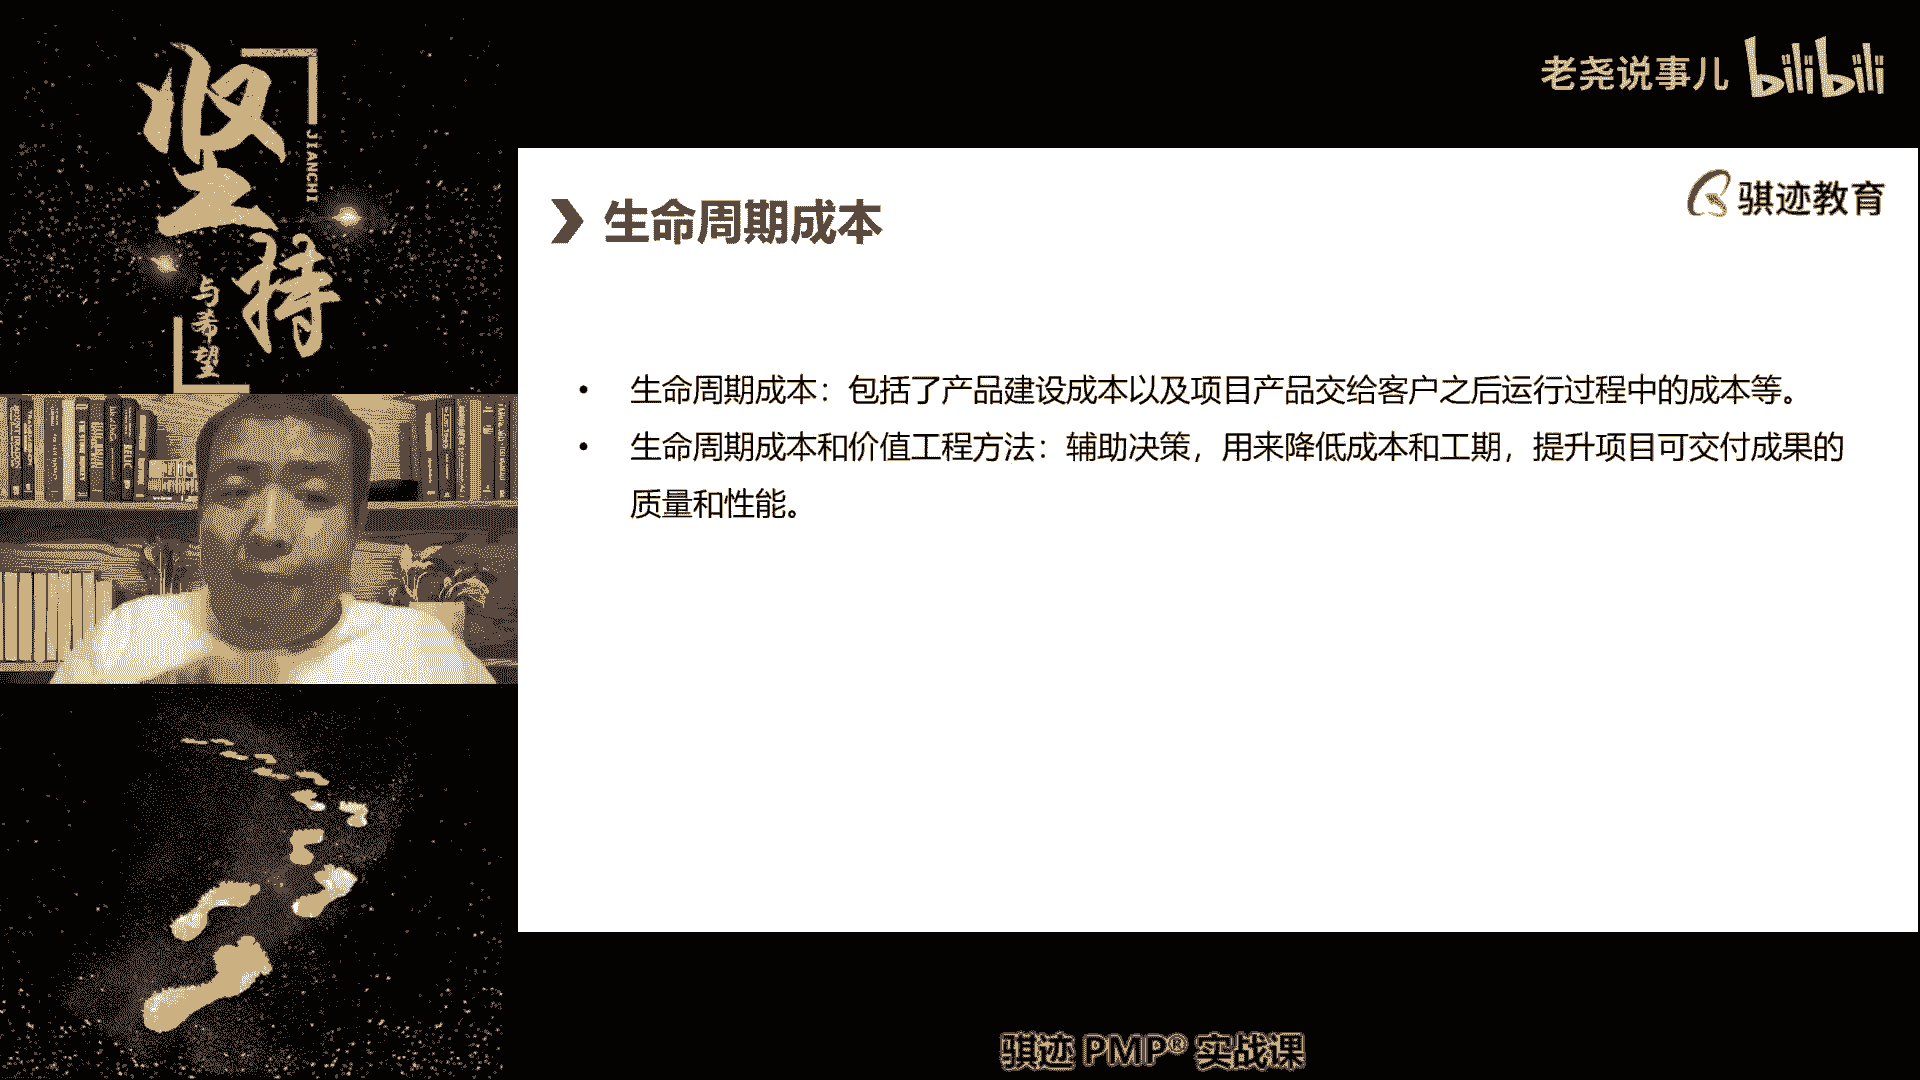 坚持
JIANCHI
与希望
老尧说事儿 bilibili
骐迹教育
生命周期成本
• 生命周期成本：包括了产品建设成本以及项目产品交给客户之后运行过程中的成本等。
• 生命周期成本和价值工程方法：辅助决策，用来降低成本和工期，提升项目可交付成果的
质量和性能。
骐迹 PMP® 实战课